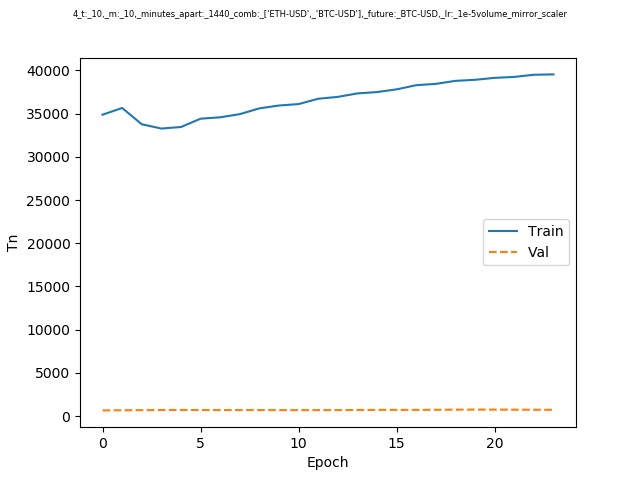 4_t:_10,_m:_10,_minutes_apart:_1440_comb:_['ETH-USD',_'BTC-USD'],_future:_BTC-USD,_lr:_1e-5volume_mirror_scaler
40000
35000
30000
25000
20000
15000
10000
5000
0
Tn
Train
Val
0 5 10 15 20
Epoch